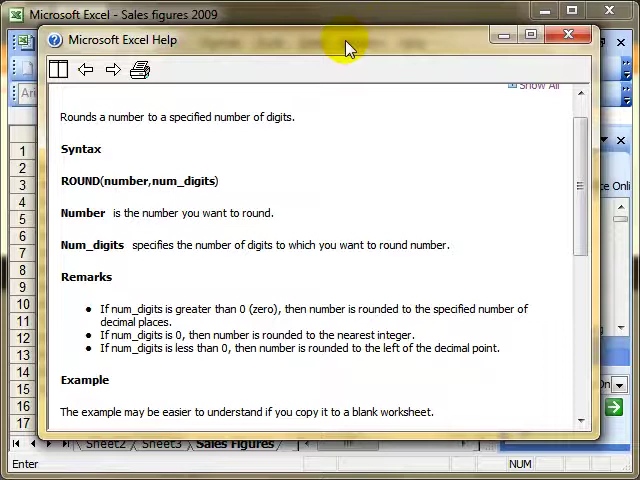 Microsoft Excel - Sales figures 2009
Microsoft Excel Help
Show All
Rounds a number to a specified number of digits.
Syntax
ROUND(number,num_digits)
Number is the number you want to round.
Num_digits specifies the number of digits to which you want to round number.
Remarks
If num_digits is greater than 0 (zero), then number is rounded to the specified number of
decimal places.
If num_digits is 0, then number is rounded to the nearest integer.
If num_digits is less than 0, then number is rounded to the left of the decimal point.
Example
The example may be easier to understand if you copy it to a blank worksheet.
Ari
1
2
3
4
5
6
7
8
9
10
11
12
13
14
15
16
17
ce Onli
On
Sheet2 Sheet3 Sales Figures
Enter
NUM